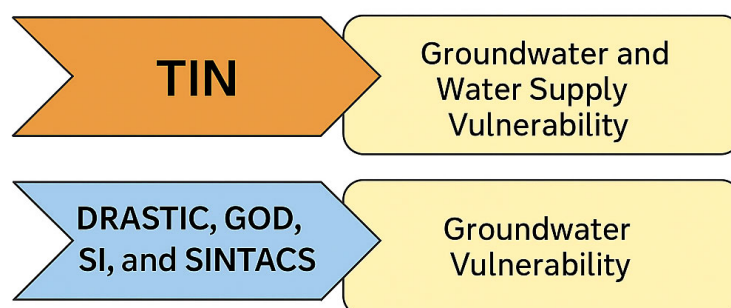 TIN
Groundwater and
Water Supply
Vulnerability
DRASTIC, GOD,
SI, and SINTACS
Groundwater
Vulnerability